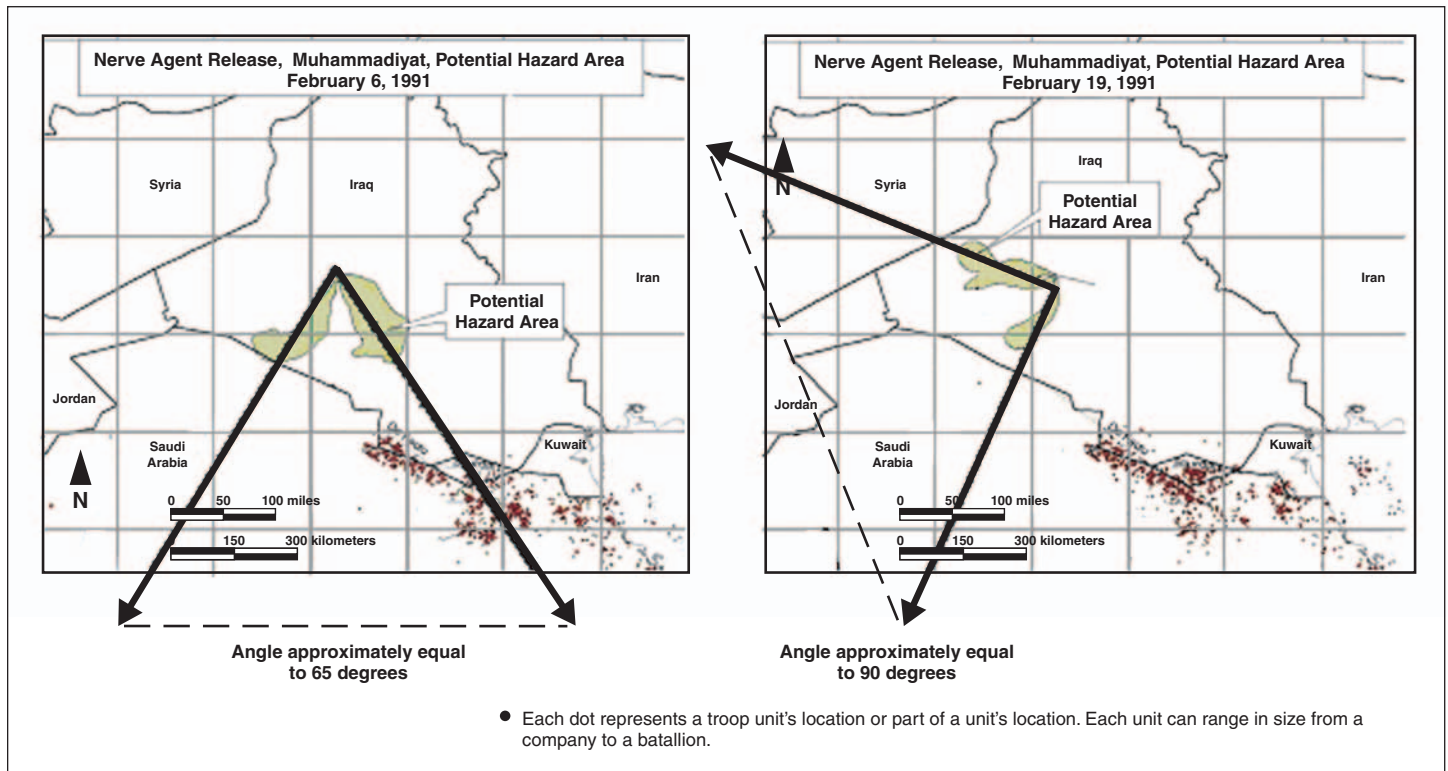 Nerve Agent Release, Muhammadiyat, Potential Hazard Area
February 6, 1991
Syria
Iraq
Iran
Potential
Hazard Area
Jordan
Saudi
Arabia
Kuwait
N
0 50 100 miles
0 150 300 kilometers
Angle approximately equal
to 65 degrees
Nerve Agent Release, Muhammadiyat, Potential Hazard Area
February 19, 1991
N
Syria
Iraq
Potential
Hazard Area
Iran
Jordan
Saudi
Arabia
Kuwait
0 50 100 miles
0 150 300 kilometers
Angle approximately equal
to 90 degrees
● Each dot represents a troop unit's location or part of a unit's location. Each unit can range in size from a
company to a batallion.